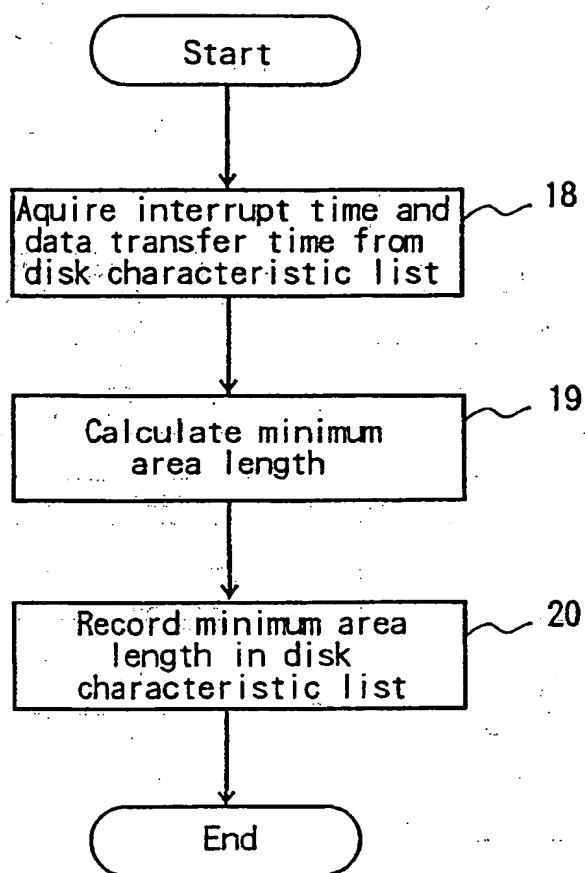 Start
Aquire interrupt time and
data transfer time from
disk characteristic list
18
Calculate minimum
area length
19
Record minimum area
length in disk
characteristic list
20
End